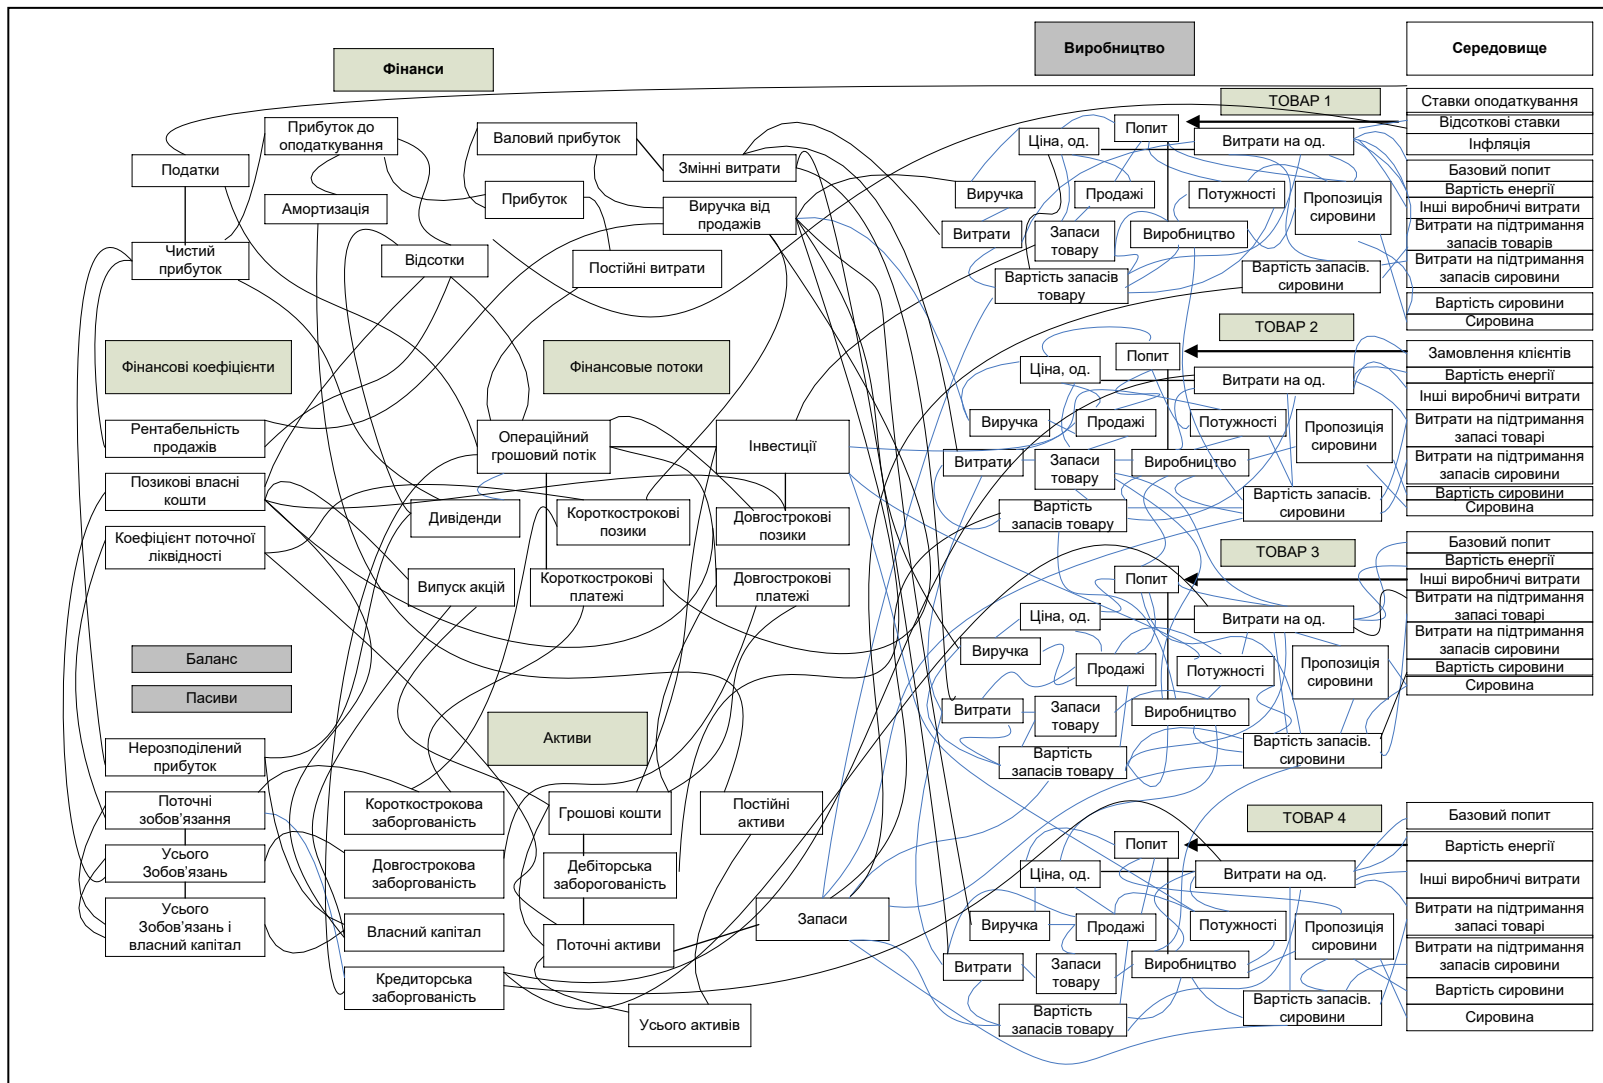 Фінанси
Виробництво
Середовище
Прибуток до
оподаткування
Валовий прибуток
Змінні витрати
Податки
Амортизація
Прибуток
Виручка від
продажів
Чистий
прибуток
Відсотки
Постійні витрати
Фінансові коефіцієнти
Фінансовые потоки
Рентабельність
продажів
Операційний
грошовий потік
Інвестиції
Позикові власні
кошти
Дивіденди
Короткострокові
позики
Довгострокові
позики
Коефіцієнт поточної
ліквідності
Випуск акцій
Короткострокові
платежі
Довгострокові
платежі
Баланс
Пасиви
Активи
Нерозподілений
прибуток
Поточні
зобов’язання
Короткострокова
заборгованість
Грошові кошти
Постійні
активи
Усього
Зобов’язань
Довгострокова
заборгованість
Дебіторська
заборогованість
Усього
Зобов’язань і
власний капітал
Власний капітал
Поточні активи
Запаси
Кредиторська
заборгованість
Усього активів
ТОВАР 1
Попит
Ціна, од.
Витрати на од.
Виручка
Продажі
Потужності
Пропозиція
сировини
Витрати
Запаси
товару
Виробництво
Вартість запасів
товару
Вартість запасів.
сировини
Ставки оподаткування
Відсоткові ставки
Інфляція
Базовий попит
Вартість енергії
Інші виробничі витрати
Витрати на підтримання
запасів товарів
Витрати на підтримання
запасів сировини
Вартість сировини
Сировина
ТОВАР 2
Попит
Ціна, од.
Витрати на од.
Виручка
Продажі
Потужності
Пропозиція
сировини
Витрати
Запаси
товару
Виробництво
Вартість
запасів товару
Вартість запасів.
сировини
Замовлення клієнтів
Вартість енергії
Інші виробничі витрати
Витрати на підтримання
запасі товарі
Витрати на підтримання
запасів сировини
Вартість сировини
Сировина
ТОВАР 3
Попит
Ціна, од.
Витрати на од.
Виручка
Продажі
Потужності
Пропозиція
сировини
Витрати
Запаси
товару
Виробництво
Вартість
запасів товару
Вартість запасів.
сировини
Базовий попит
Вартість енергії
Інші виробничі витрати
Витрати на підтримання
запасі товарі
Витрати на підтримання
запасів сировини
Вартість сировини
Сировина
ТОВАР 4
Попит
Ціна, од.
Витрати на од.
Виручка
Продажі
Потужності
Пропозиція
сировини
Витрати
Запаси
товару
Виробництво
Вартість
запасів товару
Вартість запасів.
сировини
Базовий попит
Вартість енергії
Інші виробничі витрати
Витрати на підтримання
запасі товарі
Витрати на підтримання
запасів сировини
Вартість сировини
Сировина